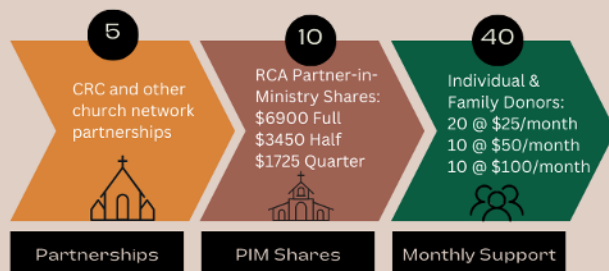 5
CRC and other
church network
partnerships
Partnerships
10
RCA Partner-in-
Ministry Shares:
$6900 Full
$3450 Half
$1725 Quarter
PIM Shares
40
Individual &
Family Donors:
20 @ $25/month
10 @ $50/month
10 @ $100/month
Monthly Support